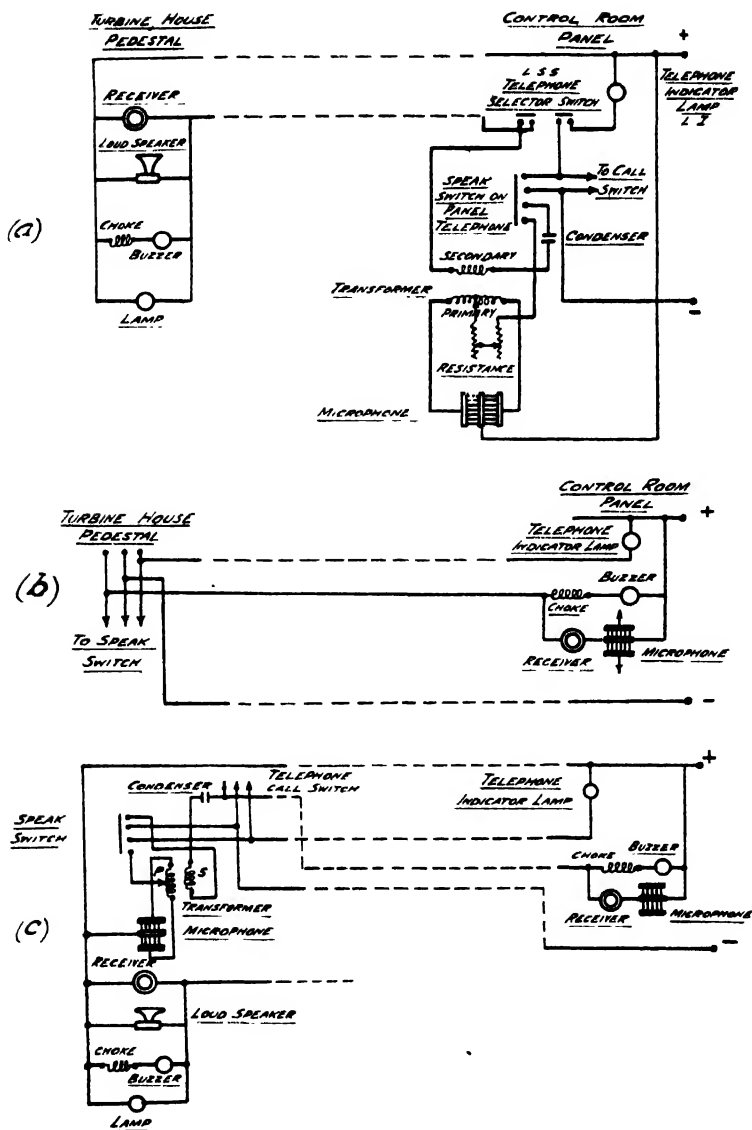 TURBINE HOUSE
PEDESTAL
CONTROL ROOM
PANEL
+
RECEIVER
L S S
TELEPHONE
SELECTOR SWITCH
TELEPHONE
INDICATOR
LAMP
L I
LOUD SPEAKER
(a)
SPEAK
SWITCH ON
PANEL
TELEPHONE
TO CALL
SWITCH
CHOKE
BUZZER
CONDENSER
SECONDARY
LAMP
TRANSFORMER
PRIMARY
-
RESISTANCE
MICROPHONE
TURBINE HOUSE
PEDESTAL
CONTROL ROOM
PANEL
+
TELEPHONE
INDICATOR LAMP
(b)
BUZZER
CHOKE
TO SPEAK
SWITCH
RECEIVER
MICROPHONE
-
CONDENSER
TELEPHONE
CALL SWITCH
TELEPHONE
INDICATOR LAMP
+
SPEAK
SWITCH
P
S
CHOKE
BUZZER
TRANSFORMER
MICROPHONE
RECEIVER
MICROPHONE
(c)
-
RECEIVER
LOUD SPEAKER
CHOKE
BUZZER
LAMP